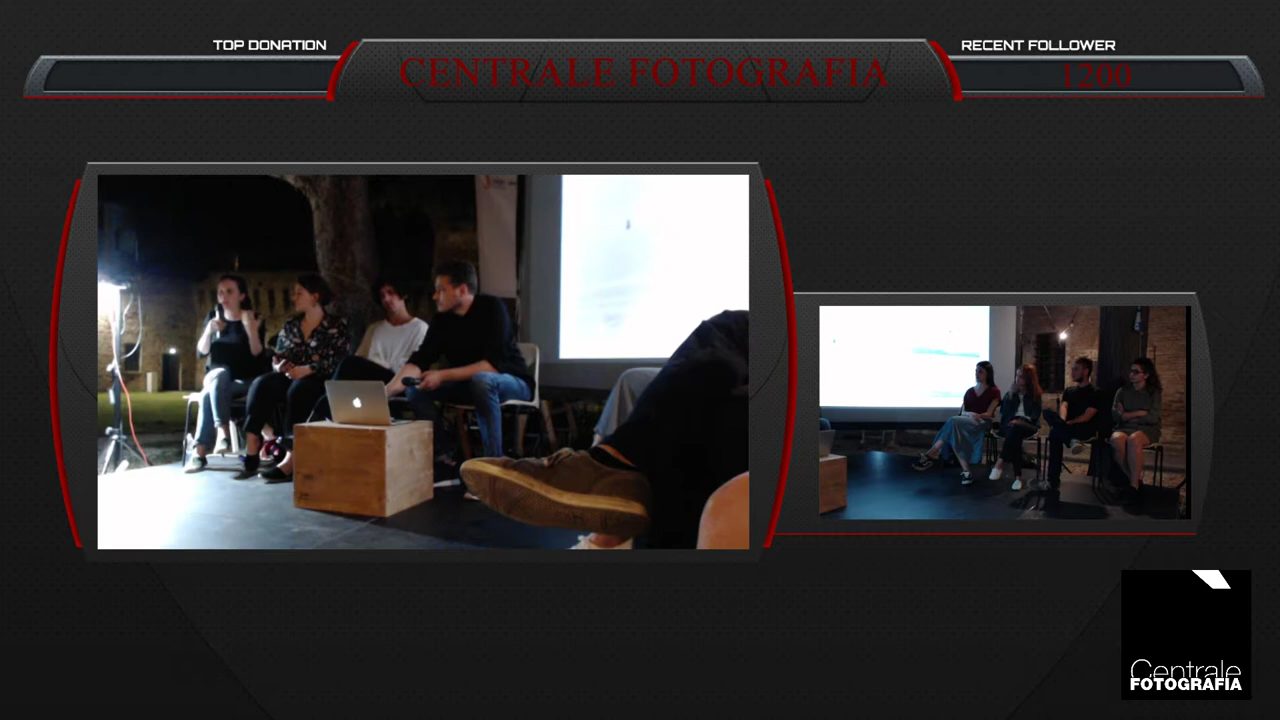 TOP DONATION
CENTRALE FOTOGRAFIA
RECENT FOLLOWER
1200
Centrale
FOTOGRAFIA